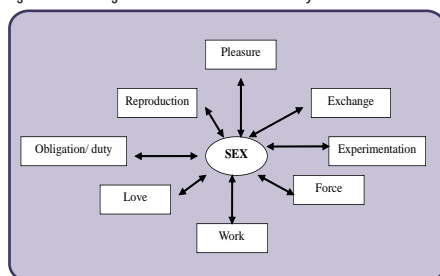 Pleasure
Reproduction
Exchange
Obligation/ duty
SEX
Experimentation
Love
Force
Work